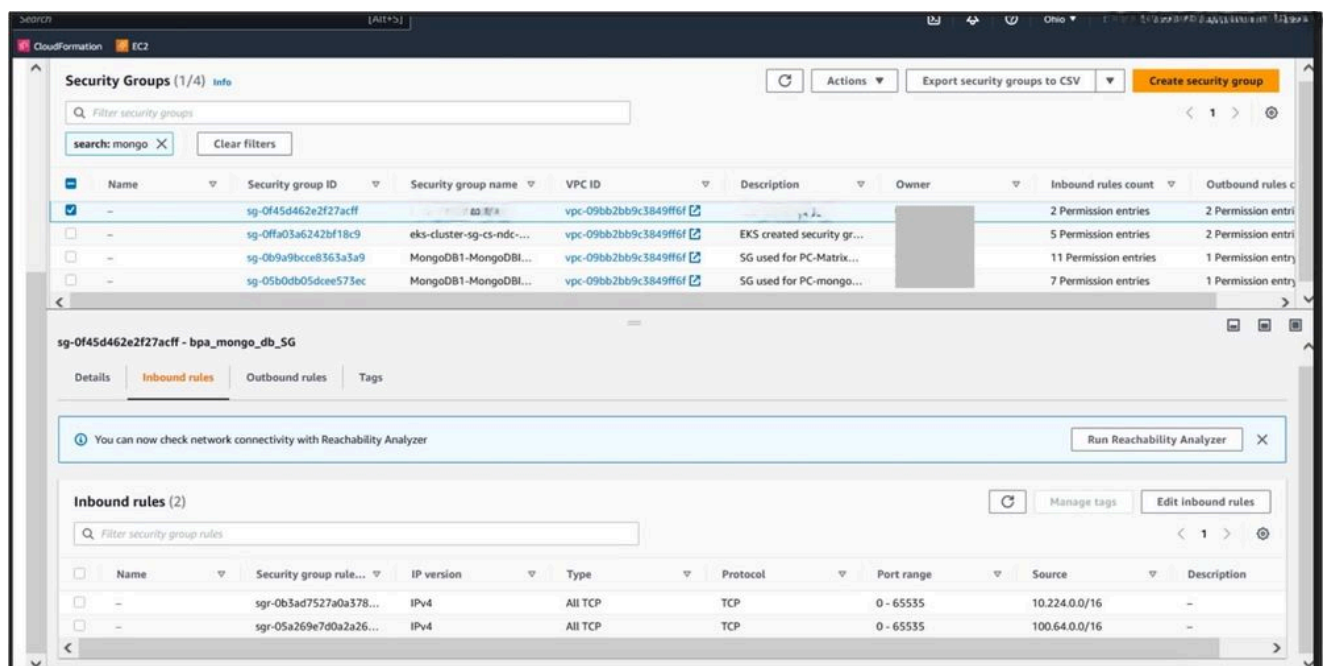 Search [Alt+S] Ohio ▼
CloudFormation EC2
Security Groups (1/4) Info Actions ▼ Export security groups to CSV ▼ Create security group
Filter security groups < 1 >
search: mongo X Clear filters
Name Security group ID Security group name VPC ID Description Owner Inbound rules count Outbound rules c
– sg-0f45d462e2f27acff vpc-09bb2bb9c3849ff6f 2 Permission entries 2 Permission entri
– sg-0ffa03a6242bf18c9 eks-cluster-sg-cs-ndc-... vpc-09bb2bb9c3849ff6f EKS created security gr... 5 Permission entries 2 Permission entri
– sg-0b9a9bcce8363a3a9 MongoDB1-MongoDBI... vpc-09bb2bb9c3849ff6f SG used for PC-Matrix... 11 Permission entries 1 Permission entry
– sg-05b0db05dcee573ec MongoDB1-MongoDBI... vpc-09bb2bb9c3849ff6f SG used for PC-mongo... 7 Permission entries 1 Permission entry
sg-0f45d462e2f27acff - bpa_mongo_db_SG
Details Inbound rules Outbound rules Tags
You can now check network connectivity with Reachability Analyzer Run Reachability Analyzer X
Inbound rules (2) Manage tags Edit inbound rules
Filter security group rules < 1 >
Name Security group rule... IP version Type Protocol Port range Source Description
– sgr-0b3ad7527a0a378... IPv4 All TCP TCP 0 - 65535 10.224.0.0/16 –
– sgr-05a269e7d0a2a26... IPv4 All TCP TCP 0 - 65535 100.64.0.0/16 –